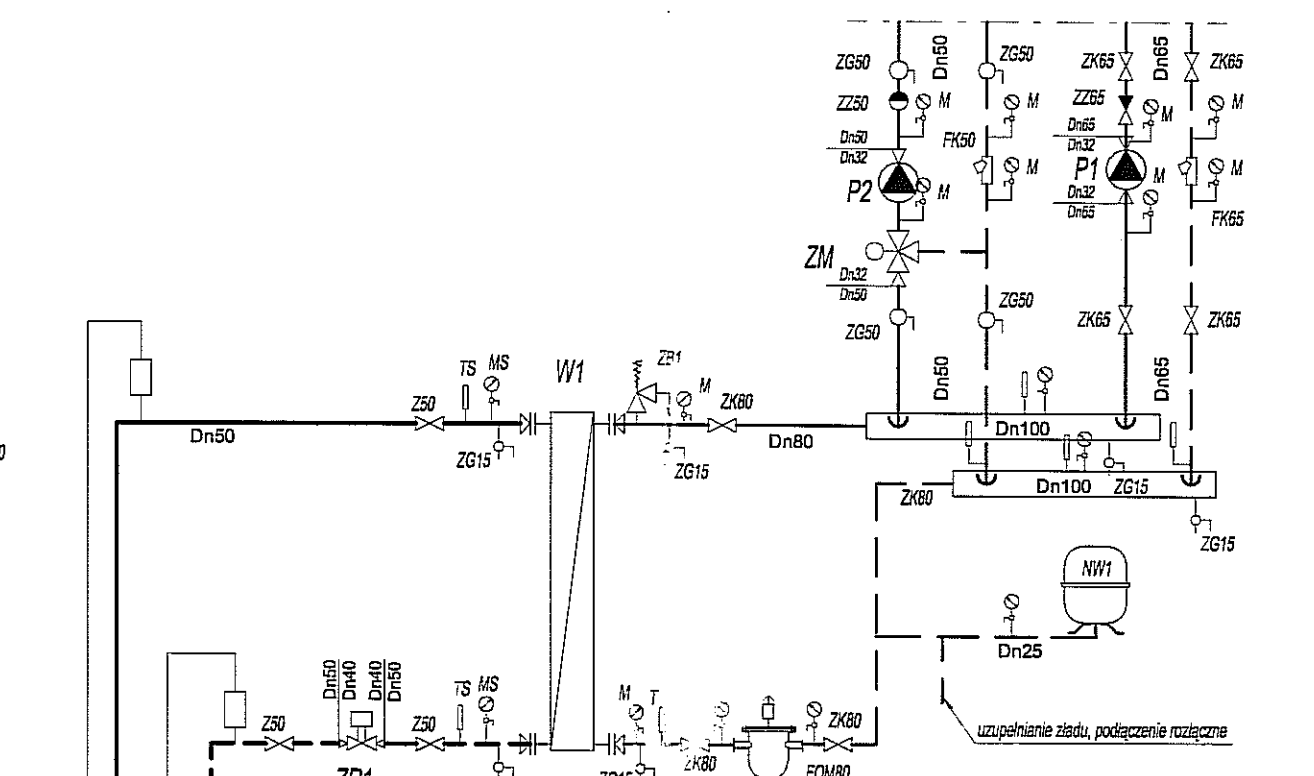 ZG50
Dn50
ZG50
ZK65
Dn65
ZK65
ZZ50
M
M
ZZ65
M
M
Dn50
Dn32
FK50
Dn65
Dn32
P2
M
M
P1
M
M
Dn32
Dn65
FK65
ZM
Dn32
Dn50
ZG50
ZG50
ZK65
ZK65
Dn50
Dn65
TS
MS
W1
ZB1
M
Z50
ZK80
Dn50
ZG15
ZG15
Dn80
Dn100
ZK80
Dn100
ZG15
ZG15
NW1
Dn25
Dn50
Dn40
Dn40
Dn50
TS
MS
M
T
Z50
Z50
ZK80
ZK80
uzupełnianie zładu, podłączenie rozłączne
FOM80